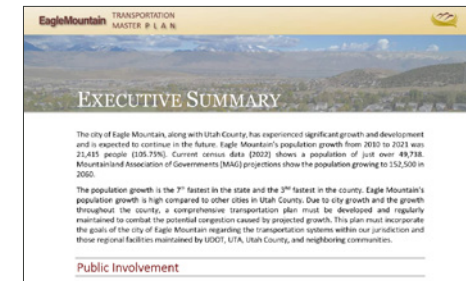 EagleMountain TRANSPORTATION
MASTER P L A N
EXECUTIVE SUMMARY
The city of Eagle Mountain, along with Utah County, has experienced significant growth and development
and is expected to continue in the future. Eagle Mountain's population growth from 2010 to 2021 was
21,415 people (105.75%). Current census data (2022) shows a population of just over 49,738.
Mountainland Association of Governments (MAG) projections show the population growing to 152,500 in
2060.
The population growth is the 7th fastest in the state and the 3rd fastest in the county. Eagle Mountain's
population growth is high compared to other cities in Utah County. Due to city growth and the growth
throughout the county, a comprehensive transportation plan must be developed and regularly
maintained to combat the potential congestion caused by projected growth. This plan must incorporate
the goals of the city of Eagle Mountain regarding the transportation systems within our jurisdiction and
those regional facilities maintained by UDOT, UTA, Utah County, and neighboring communities.
Public Involvement